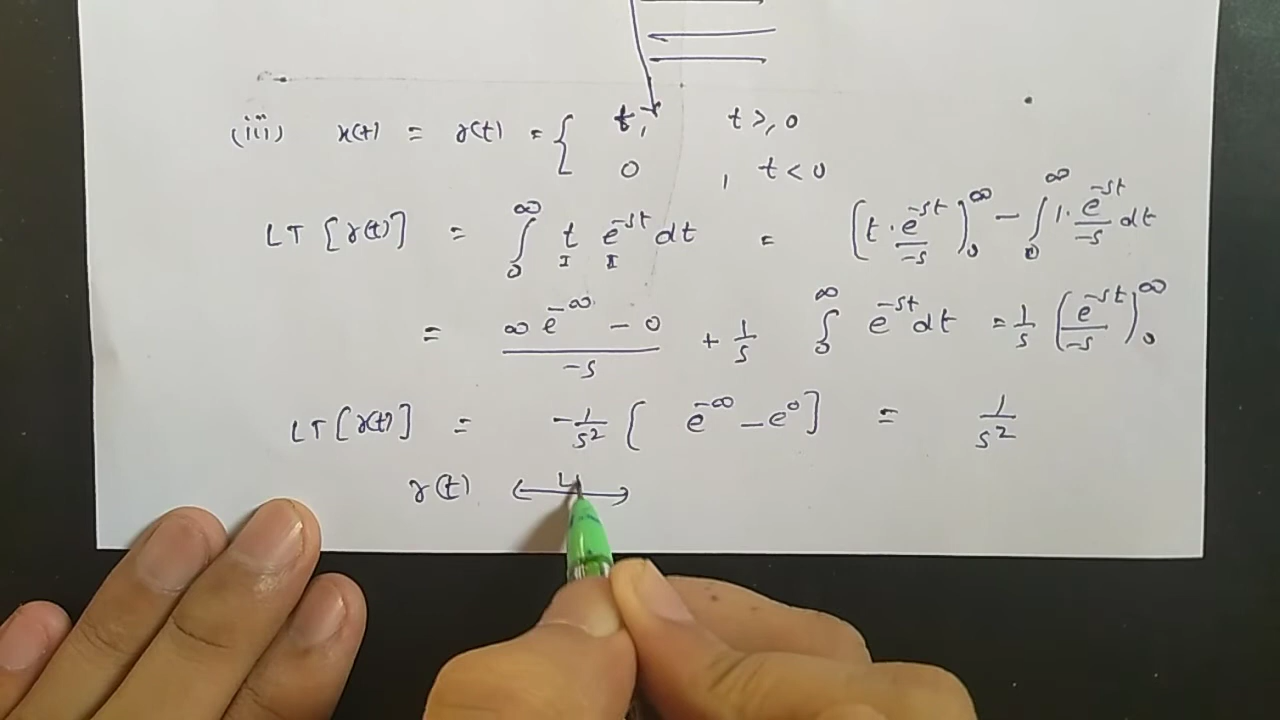 (iii) x(t) = r(t) = { t, t ≥ 0
0 , t < 0
LT [r(t)] = ∫₀^∞ t e^{-st} dt = (t · e^{-st}/-s)₀^∞ - ∫₀^∞ 1 · e^{-st}/-s dt
I II
= (∞ e^{-∞} - 0)/-s + 1/s ∫₀^∞ e^{-st} dt = 1/s (e^{-st}/-s)₀^∞
LT [r(t)] = -1/s² [ e^{-∞} - e^0 ] = 1/s²
r(t) ↔ L